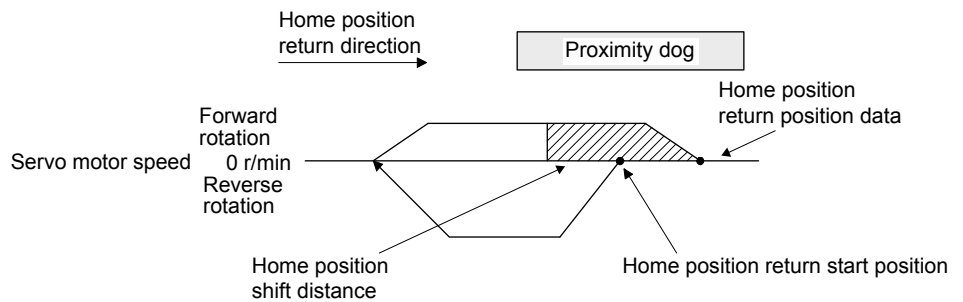 Home position
return direction
Proximity dog
Home position
return position data
Forward
rotation
Servo motor speed
0 r/min
Reverse
rotation
Home position
shift distance
Home position return start position